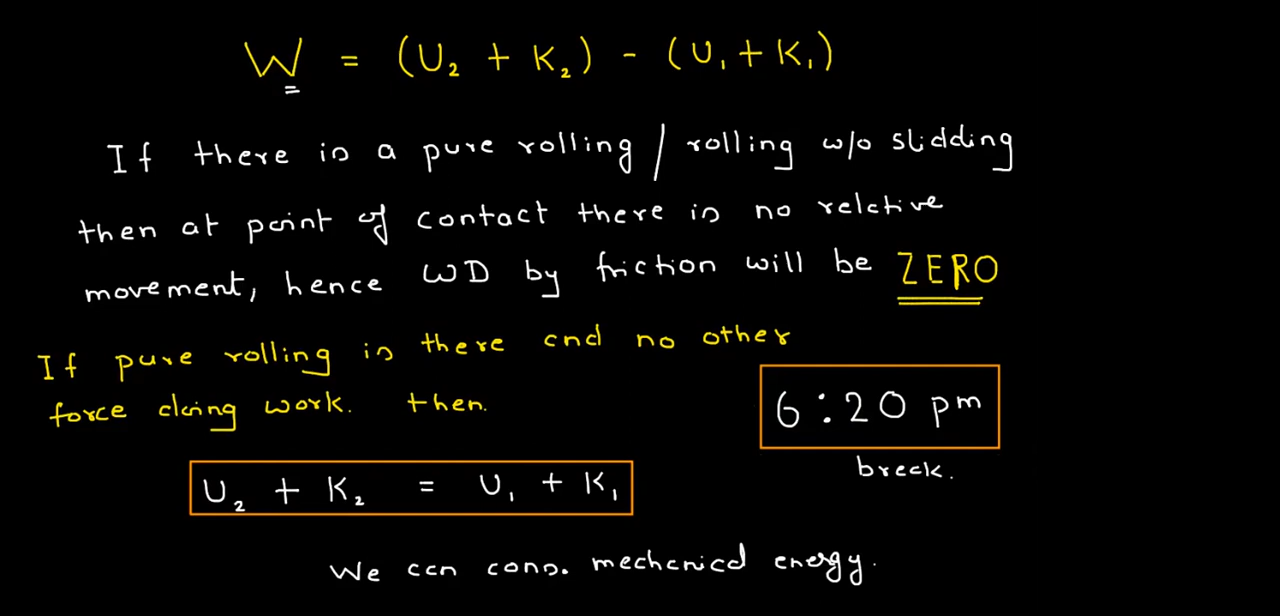 W = (U₂ + K₂) - (U₁ + K₁)
If there is a pure rolling / rolling w/o slidding
then at point of contact there is no relative
movement, hence WD by friction will be ZERO
If pure rolling is there and no other
force doing work. then.
6:20 pm
break.
U₂ + K₂ = U₁ + K₁
We can cons. mechanical energy.